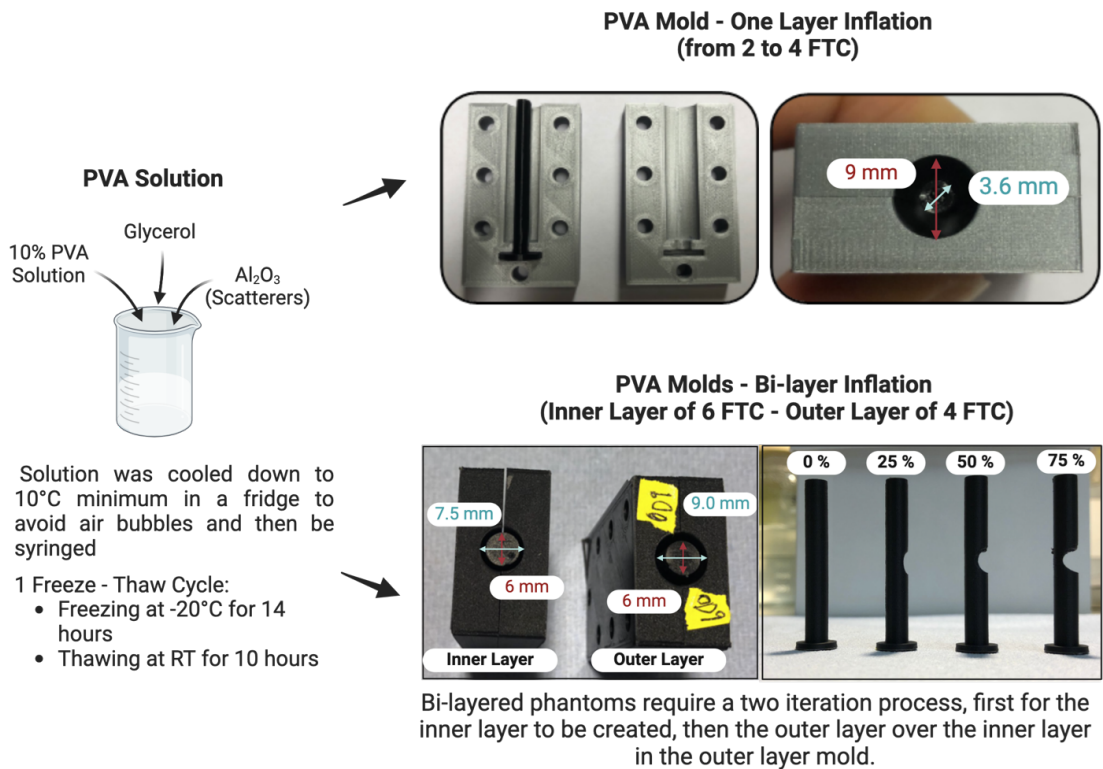 PVA Mold - One Layer Inflation
(from 2 to 4 FTC)
9 mm
3.6 mm
PVA Solution
Glycerol
10% PVA
Solution
Al₂O₃
(Scatterers)
Solution was cooled down to
10°C minimum in a fridge to
avoid air bubbles and then be
syringed
1 Freeze - Thaw Cycle:
• Freezing at -20°C for 14
hours
• Thawing at RT for 10 hours
PVA Molds - Bi-layer Inflation
(Inner Layer of 6 FTC - Outer Layer of 4 FTC)
7.5 mm
6 mm
Inner Layer
9.0 mm
6 mm
Outer Layer
0 %
25 %
50 %
75 %
Bi-layered phantoms require a two iteration process, first for the
inner layer to be created, then the outer layer over the inner layer
in the outer layer mold.